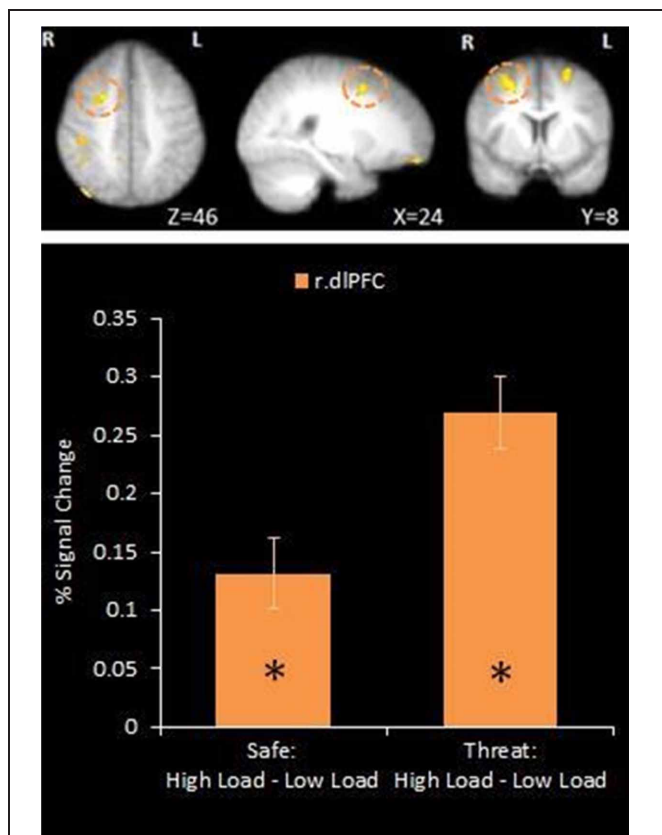 R L R L
Z=46 X=24 Y=8
r.dlPFC
0.35
0.3
0.25
0.2
0.15
0.1
0.05
0
% Signal Change
* *
Safe: Threat:
High Load - Low Load High Load - Low Load